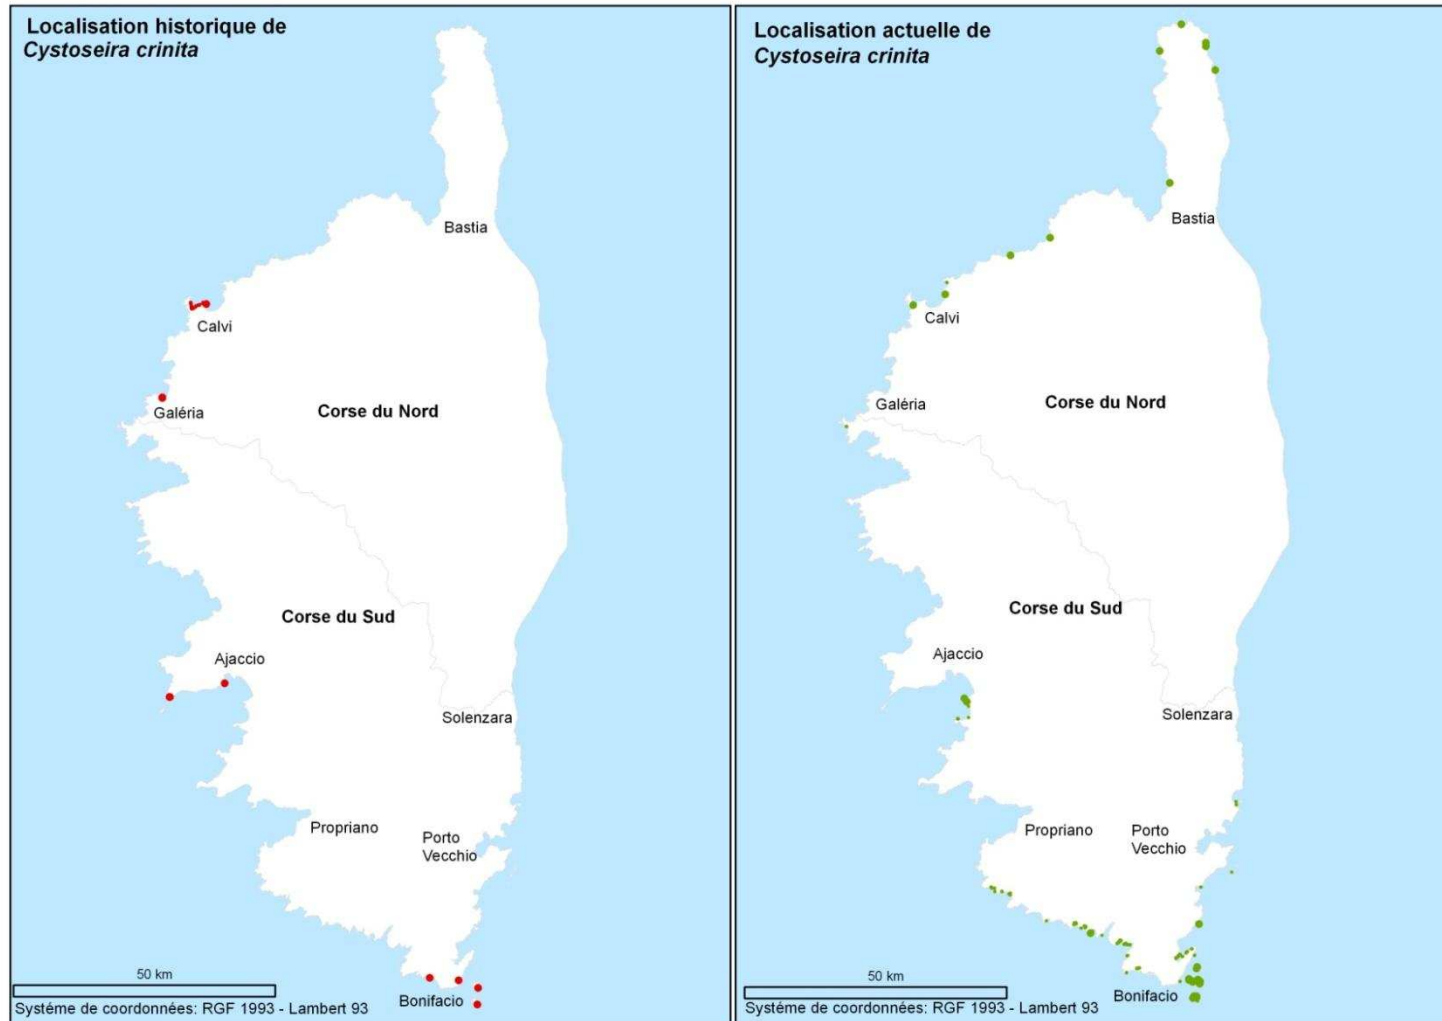 Localisation historique de
Cystoseira crinita
Bastia
Calvi
Galéria
Corse du Nord
Corse du Sud
Ajaccio
Solenzara
Propriano
Porto
Vecchio
50 km
Bonifacio
Systéme de coordonnées: RGF 1993 - Lambert 93
Localisation actuelle de
Cystoseira crinita
Bastia
Calvi
Galéria
Corse du Nord
Corse du Sud
Ajaccio
Solenzara
Propriano
Porto
Vecchio
50 km
Bonifacio
Systéme de coordonnées: RGF 1993 - Lambert 93